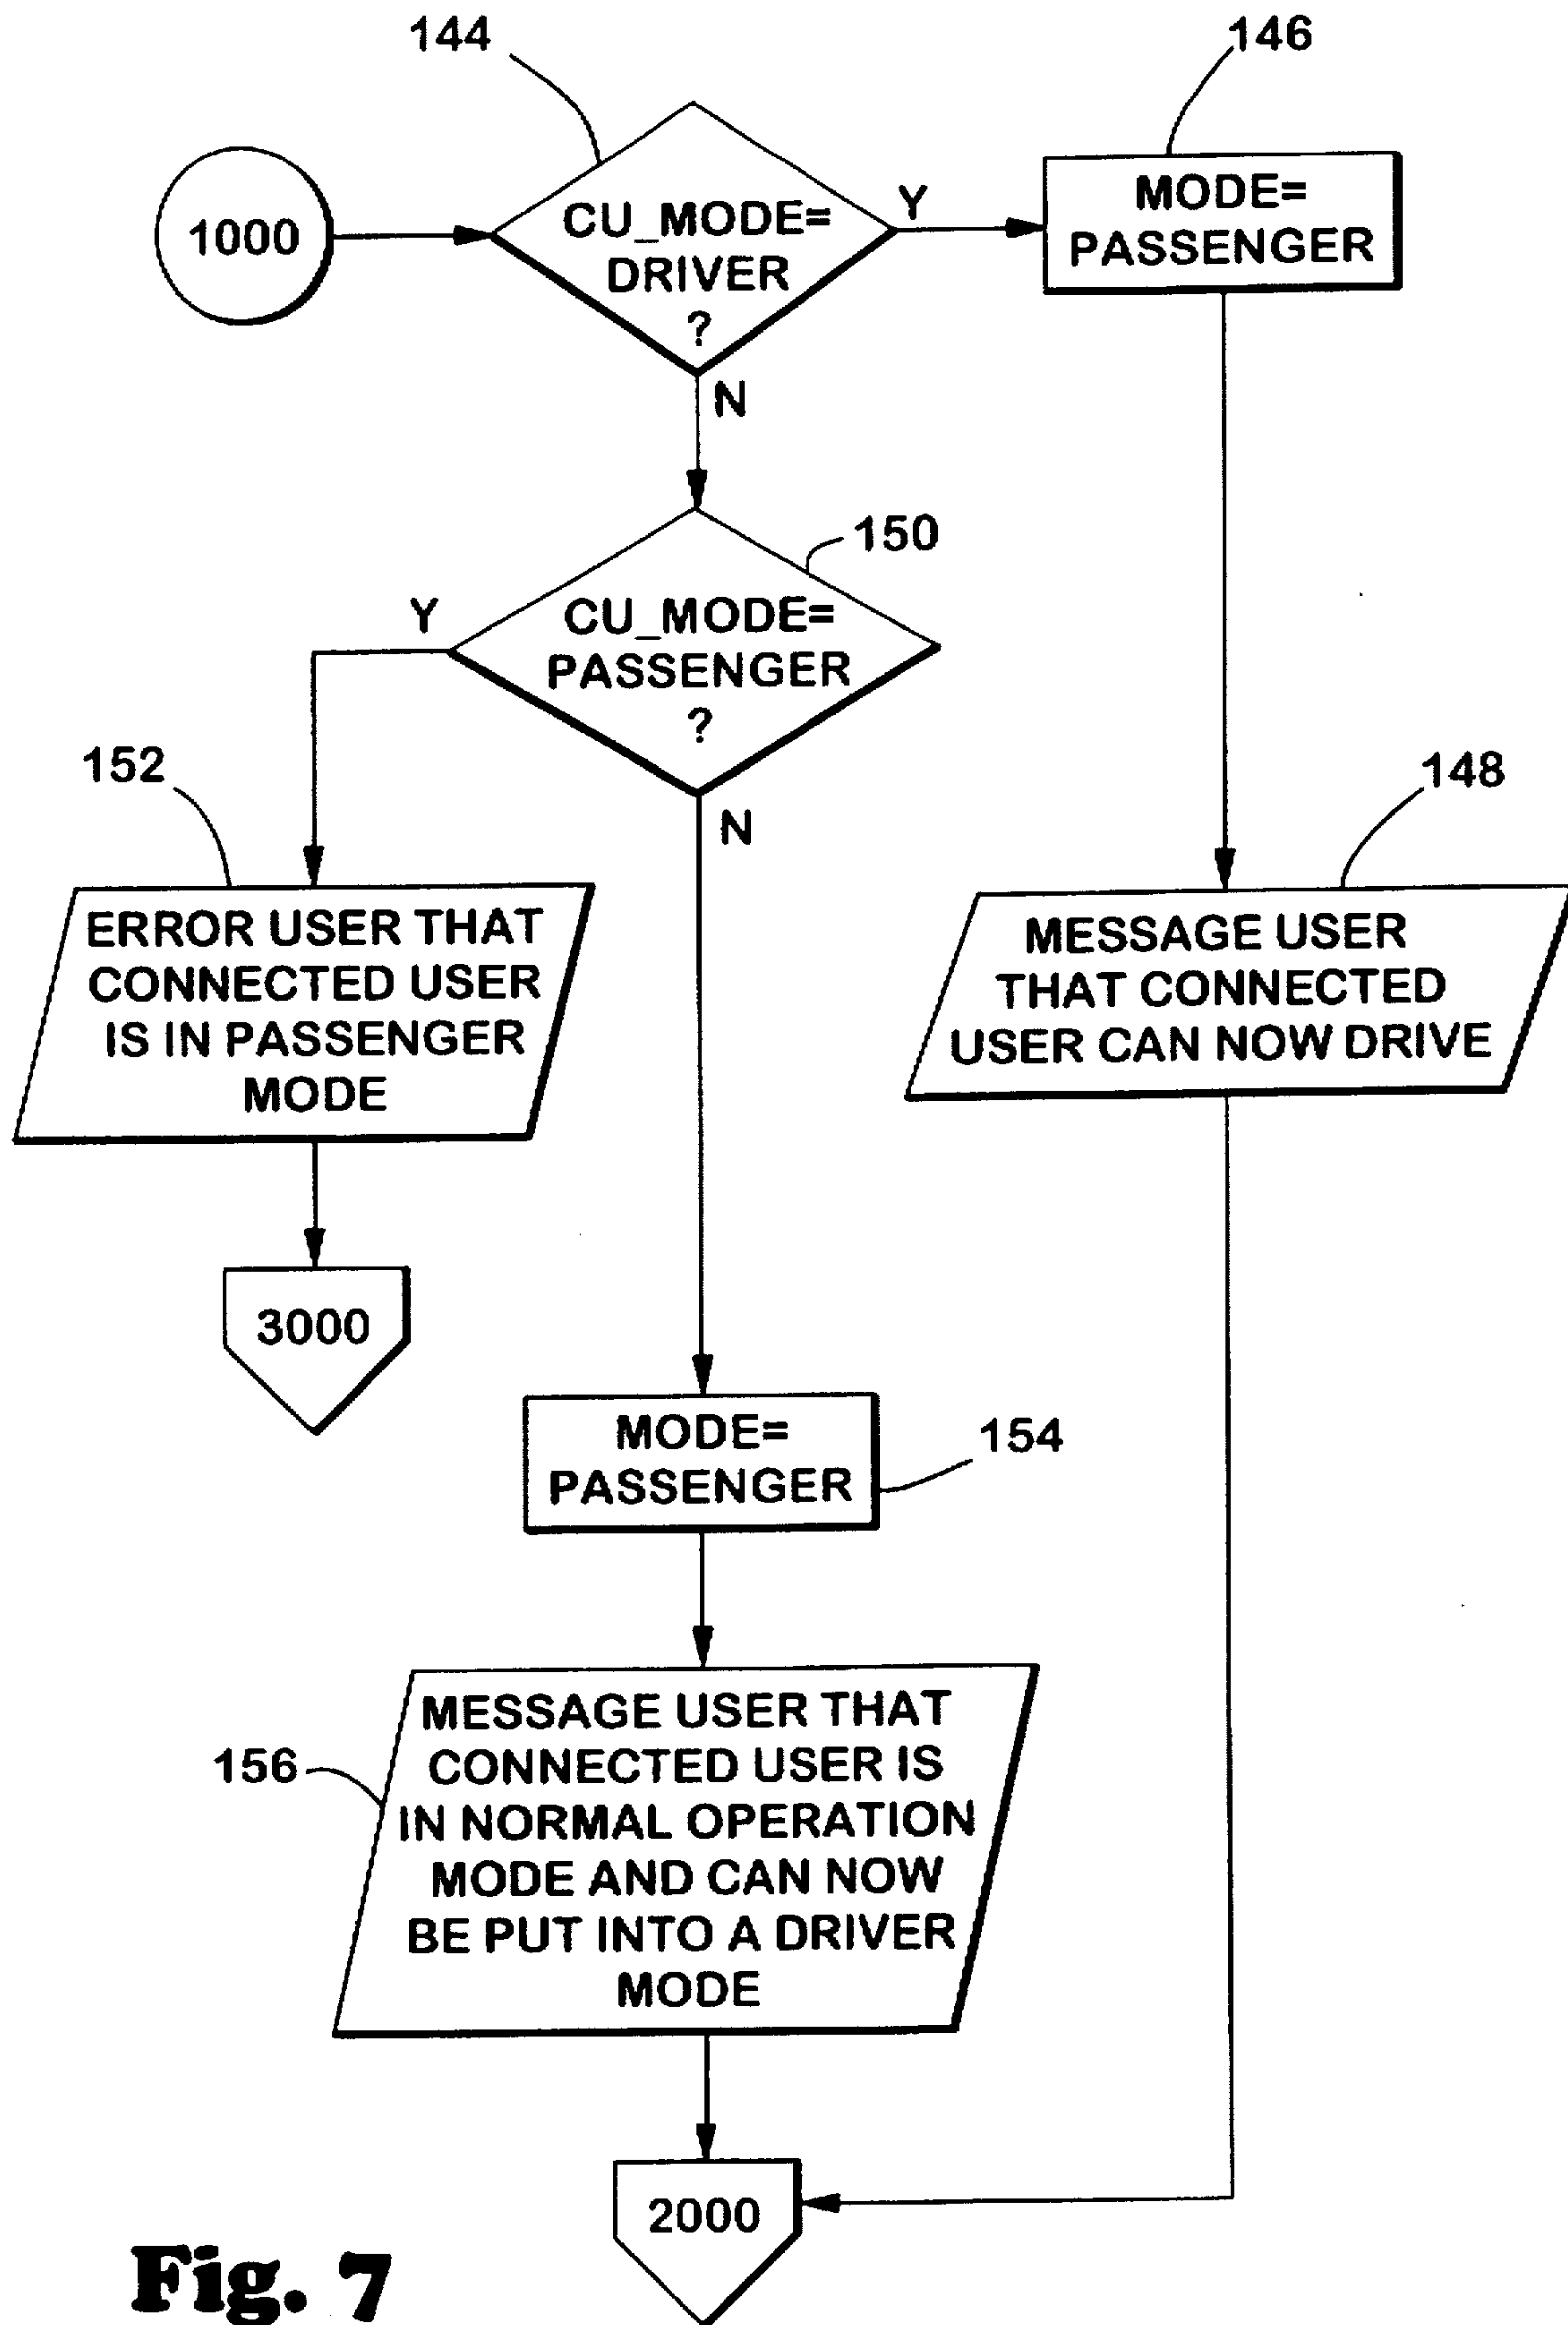 144
146
1000
CU_MODE=
DRIVER
?
Y
N
MODE=
PASSENGER
150
CU_MODE=
PASSENGER
?
Y
N
152
148
ERROR USER THAT
CONNECTED USER
IS IN PASSENGER
MODE
MESSAGE USER
THAT CONNECTED
USER CAN NOW DRIVE
3000
MODE=
PASSENGER
154
156
MESSAGE USER THAT
CONNECTED USER IS
IN NORMAL OPERATION
MODE AND CAN NOW
BE PUT INTO A DRIVER
MODE
2000
Fig. 7